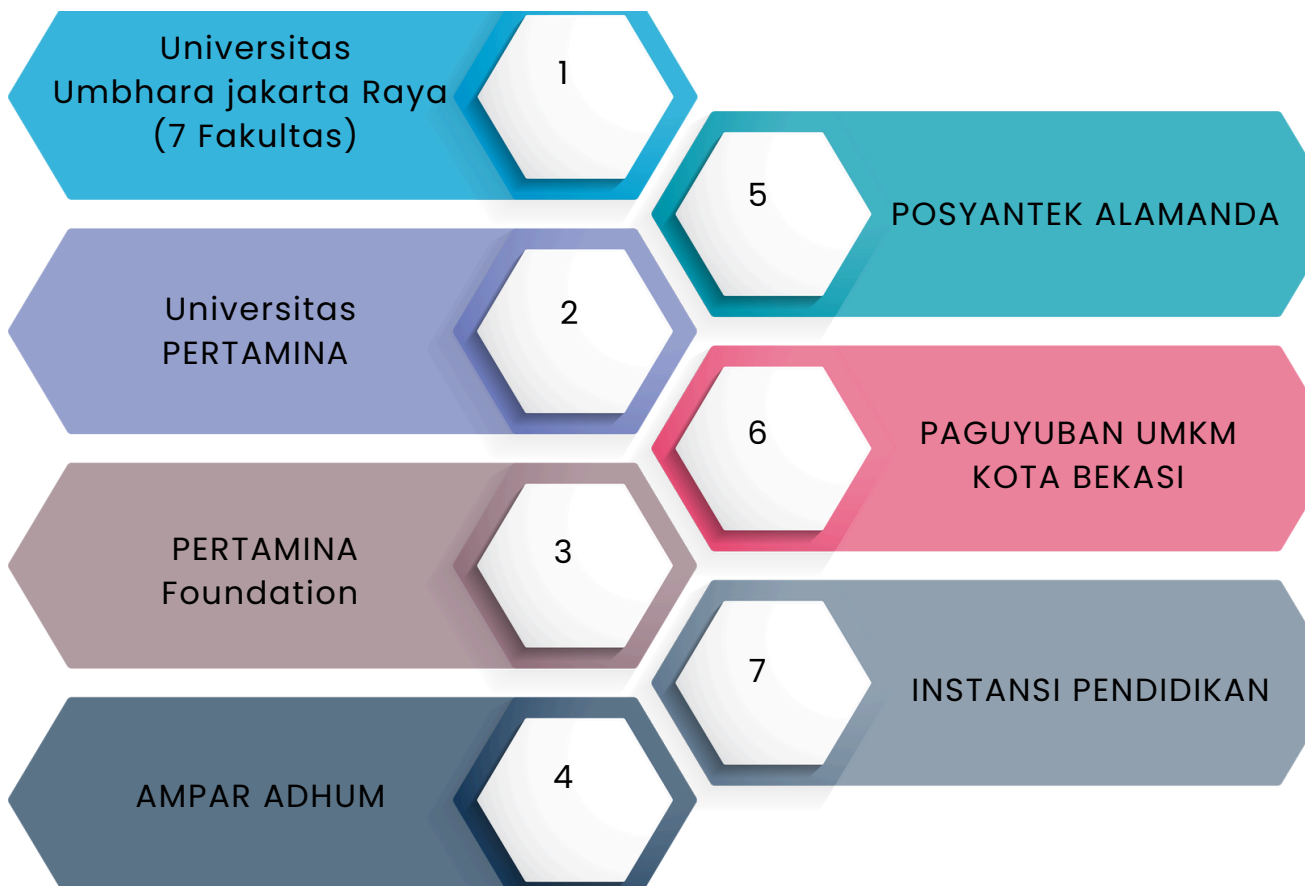 Universitas
Umbhara jakarta Raya
(7 Fakultas)
1
Universitas
PERTAMINA
2
PERTAMINA
Foundation
3
AMPAR ADHUM
4
5
POSYANTEK ALAMANDA
6
PAGUYUBAN UMKM
KOTA BEKASI
7
INSTANSI PENDIDIKAN